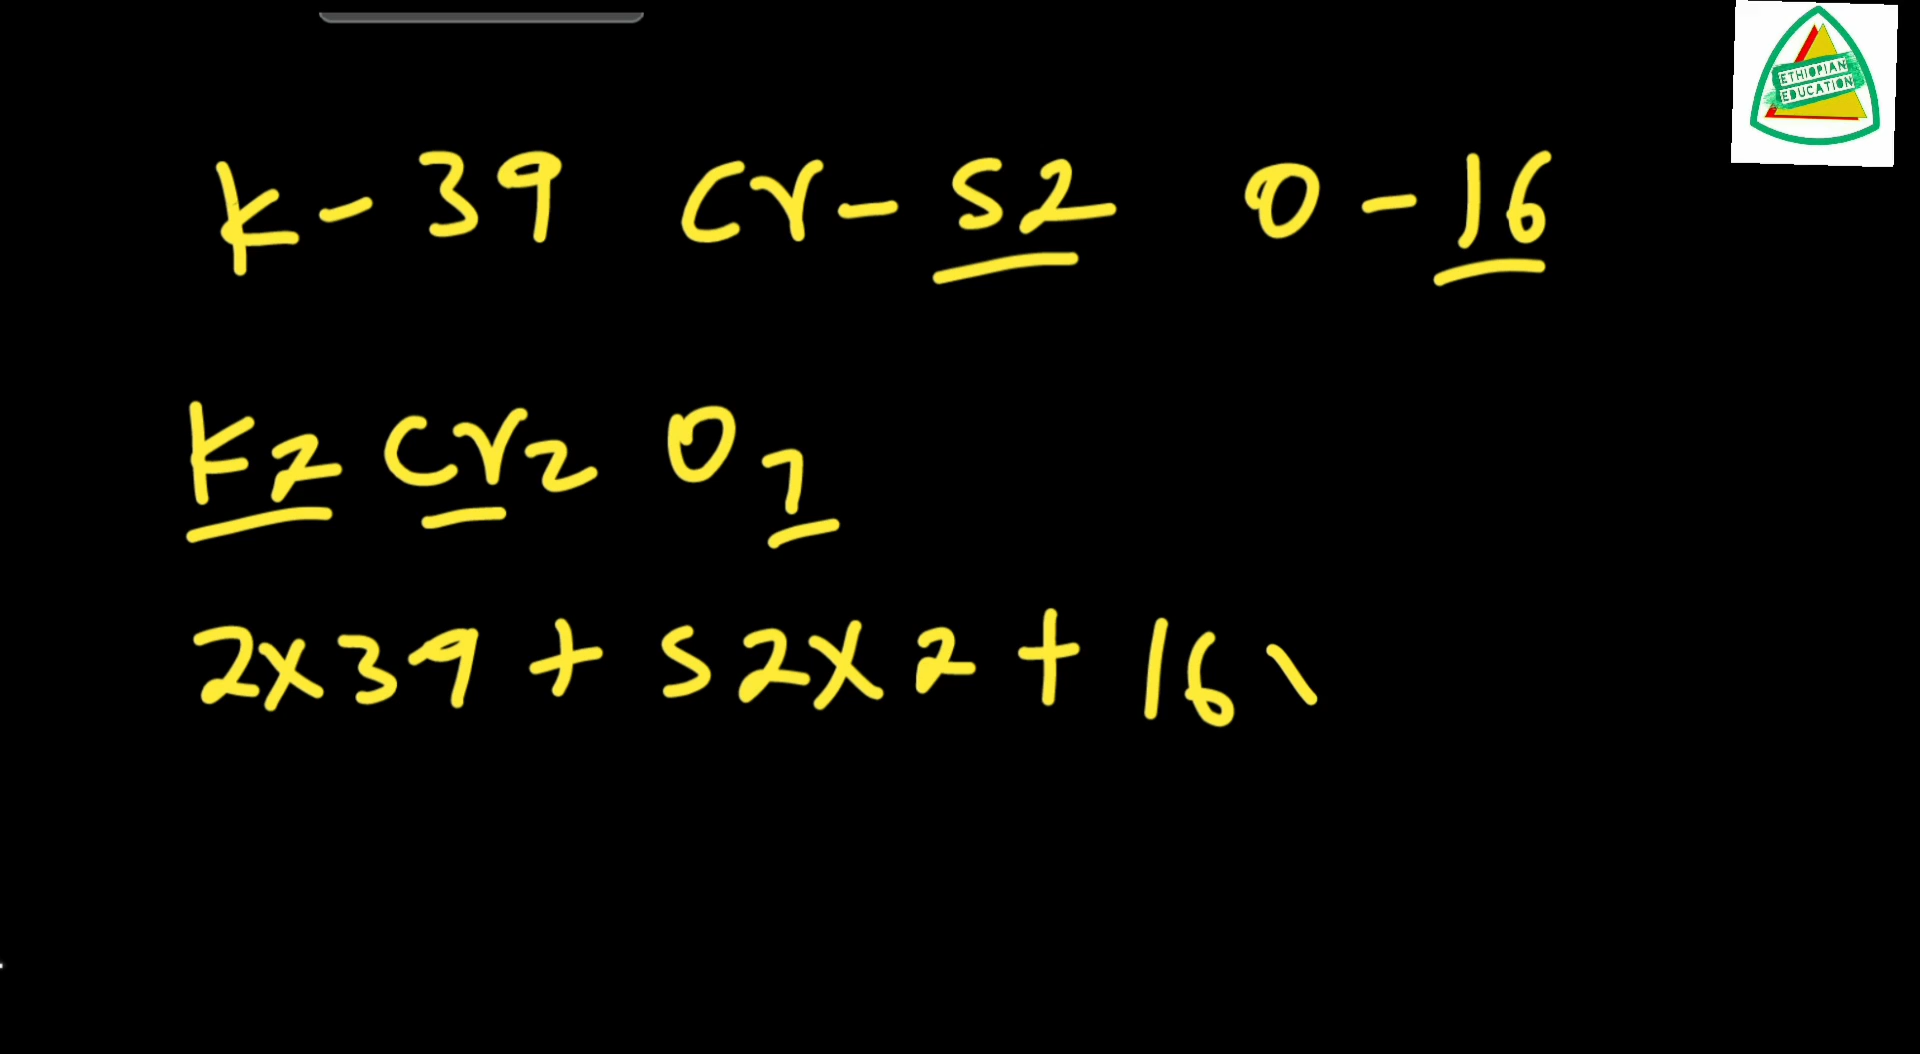 ETHIOPIAN
EDUCATION
K - 39 Cr - 52 O - 16
K2 Cr2 O7
2x39 + 52x2 + 16 \